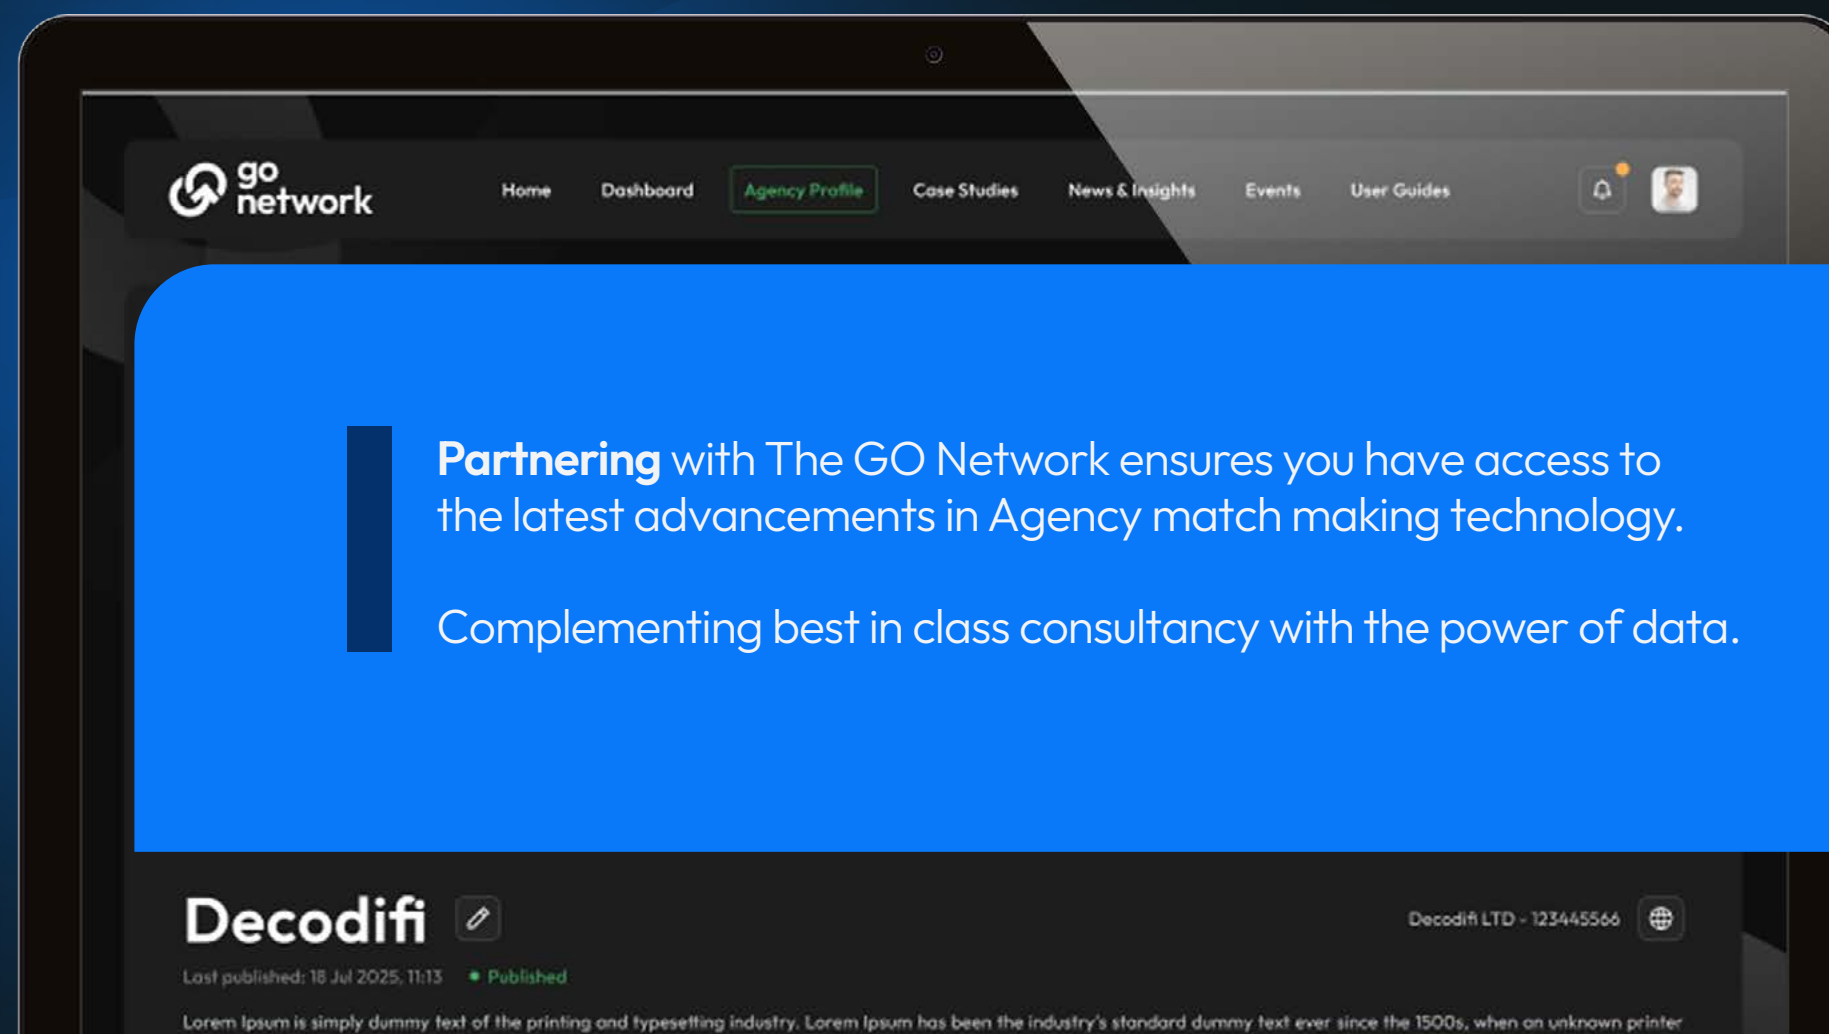 go
network
Home Dashboard Agency Profile Case Studies News & Insights Events User Guides
Partnering with The GO Network ensures you have access to
the latest advancements in Agency match making technology.
Complementing best in class consultancy with the power of data.
Decodifi
Decodifi LTD - 123445566
Last published: 18 Jul 2025, 11:13 Published
Lorem Ipsum is simply dummy text of the printing and typesetting industry. Lorem Ipsum has been the industry's standard dummy text ever since the 1500s, when an unknown printer